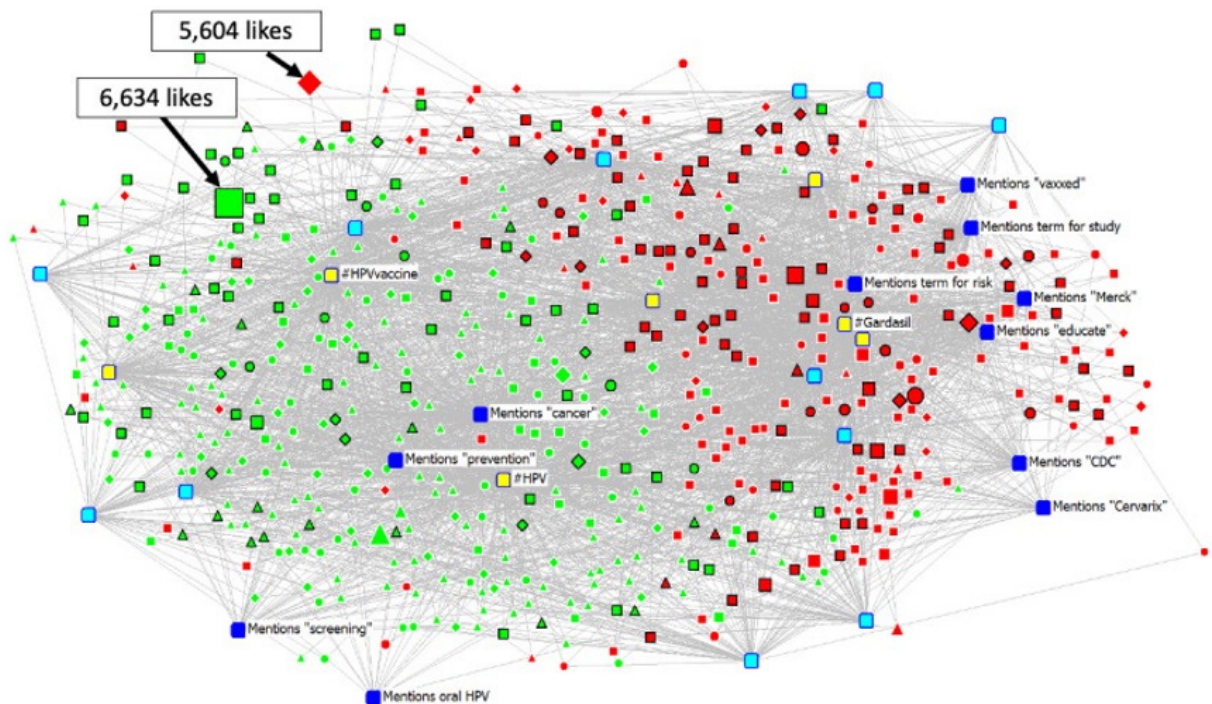 5,604 likes
6,634 likes
Mentions "vaxxed"
Mentions term for study
#HPVvaccine
Mentions term for risk
Mentions "Merck"
#Gardasil
Mentions "educate"
Mentions "cancer"
Mentions "prevention"
#HPV
Mentions "CDC"
Mentions "Cervarix"
Mentions "screening"
Mentions oral HPV